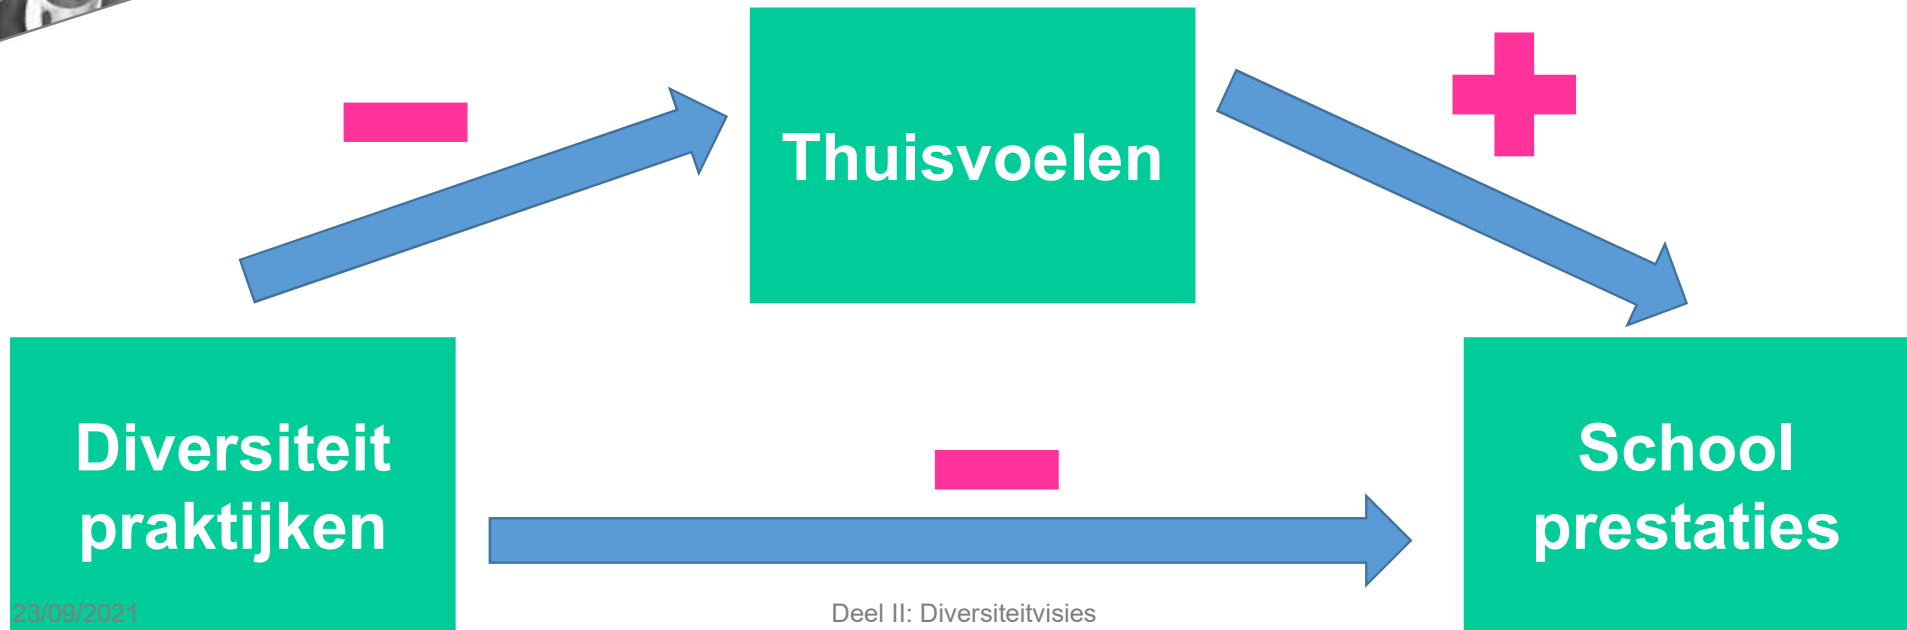 Thuisvoelen
Diversiteit
praktijken
School
prestaties
23/09/2021
Deel II: Diversiteitvisies